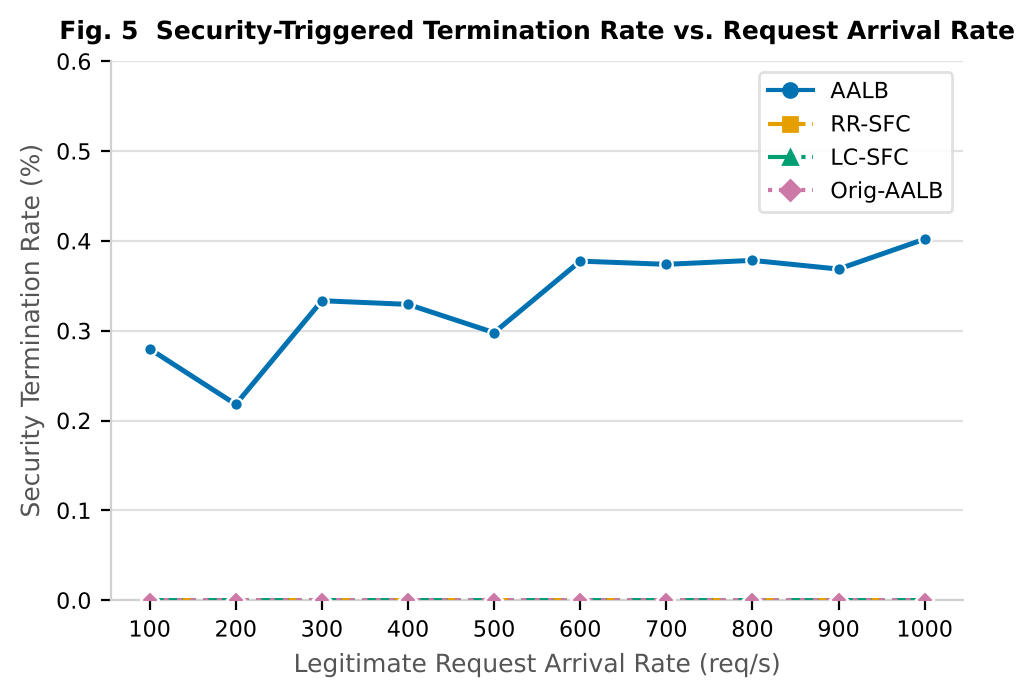 Fig. 5  Security-Triggered Termination Rate vs. Request Arrival Rate
AALB
RR-SFC
LC-SFC
Orig-AALB
Security Termination Rate (%)
0.6
0.5
0.4
0.3
0.2
0.1
0.0
100 200 300 400 500 600 700 800 900 1000
Legitimate Request Arrival Rate (req/s)